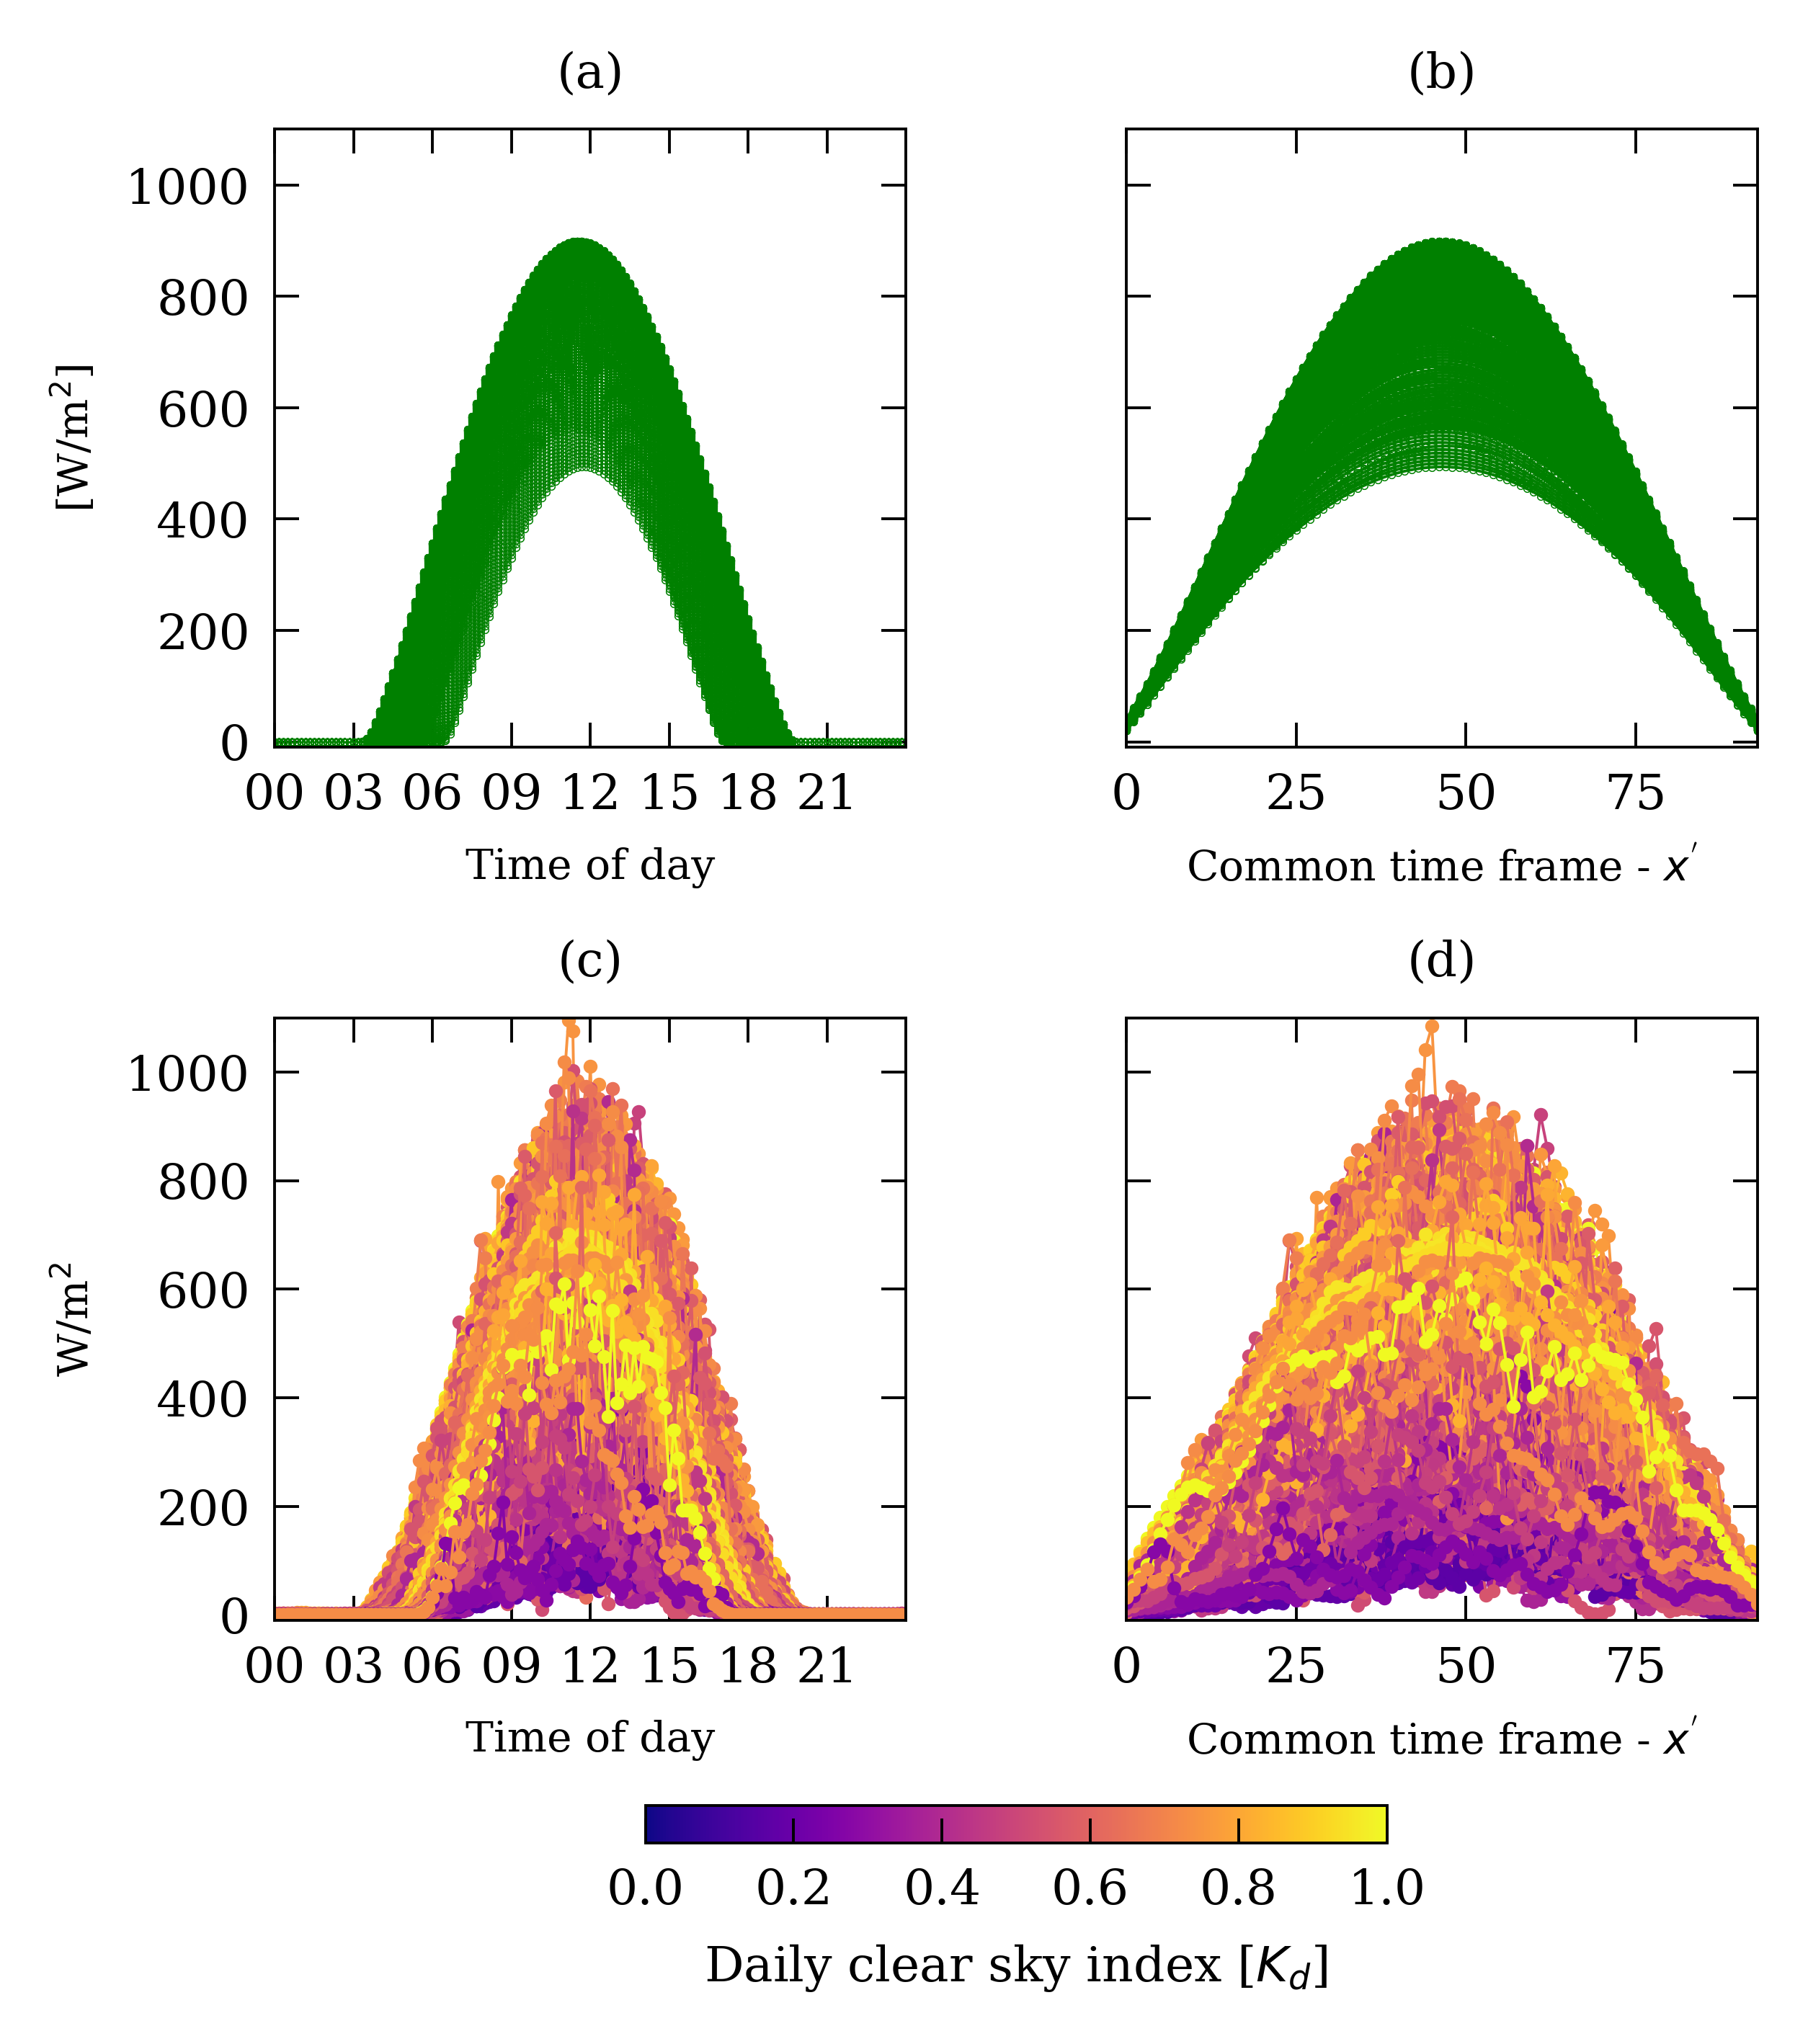 (a)
(b)
[W/m²]
1000
800
600
400
200
0
00 03 06 09 12 15 18 21
0 25 50 75
Time of day
Common time frame - x′
(c)
(d)
W/m²
1000
800
600
400
200
0
00 03 06 09 12 15 18 21
0 25 50 75
Time of day
Common time frame - x′
0.0 0.2 0.4 0.6 0.8 1.0
Daily clear sky index [K_d]